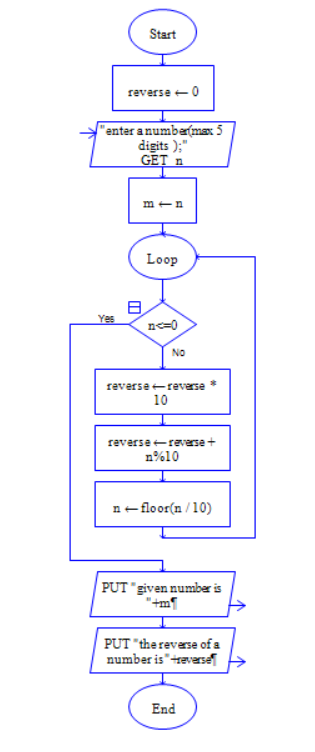 Start
reverse ← 0
"enter a number(max 5
digits );"
GET n
m ← n
Loop
Yes
n<=0
No
reverse ← reverse *
10
reverse ← reverse +
n%10
n ← floor(n / 10)
PUT "given number is
"+m¶
PUT "the reverse of a
number is"+reverse¶
End